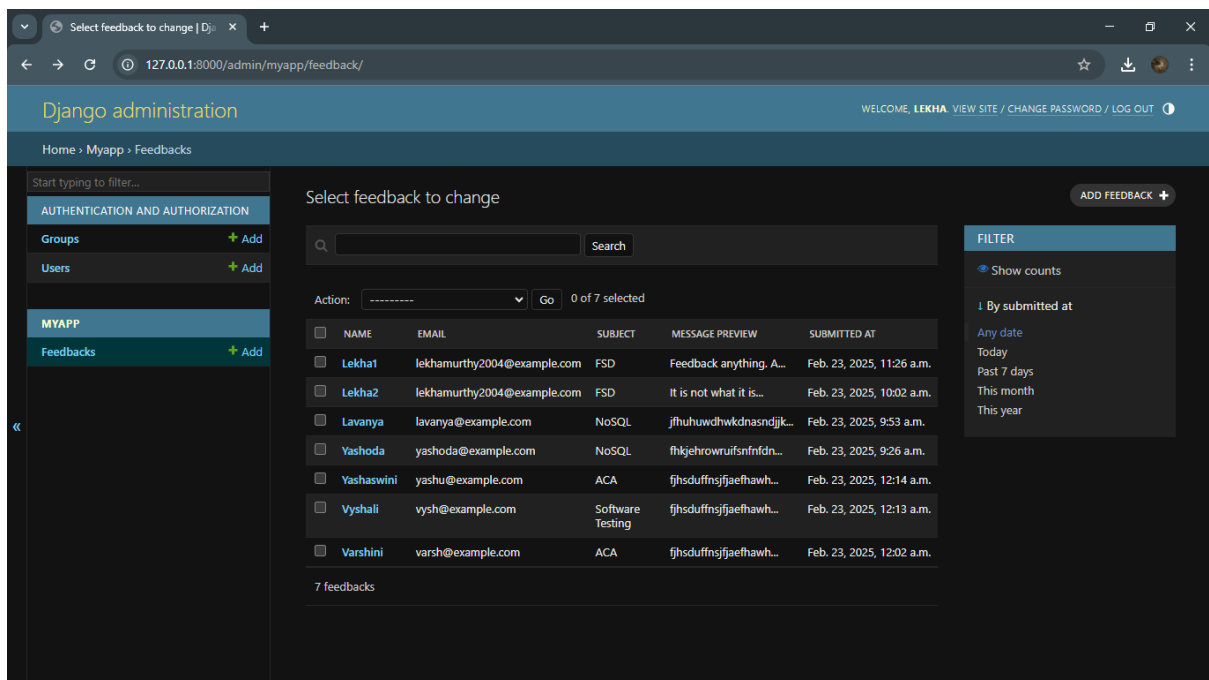 Select feedback to change | Dja
127.0.0.1:8000/admin/myapp/feedback/
Django administration
WELCOME, LEKHA. VIEW SITE / CHANGE PASSWORD / LOG OUT
Home › Myapp › Feedbacks
Start typing to filter...
AUTHENTICATION AND AUTHORIZATION
Groups + Add
Users + Add
MYAPP
Feedbacks + Add
«
Select feedback to change
ADD FEEDBACK +
Search
Action: --------- Go 0 of 7 selected
NAME EMAIL SUBJECT MESSAGE PREVIEW SUBMITTED AT
Lekha1 lekhamurthy2004@example.com FSD Feedback anything. A... Feb. 23, 2025, 11:26 a.m.
Lekha2 lekhamurthy2004@example.com FSD It is not what it is... Feb. 23, 2025, 10:02 a.m.
Lavanya lavanya@example.com NoSQL jfhuhuwdhwkdnasndjjk... Feb. 23, 2025, 9:53 a.m.
Yashoda yashoda@example.com NoSQL fhkjehrowruifsnfnfdn... Feb. 23, 2025, 9:26 a.m.
Yashaswini yashu@example.com ACA fjhsduffnsjfjaefhawh... Feb. 23, 2025, 12:14 a.m.
Vyshali vysh@example.com Software Testing fjhsduffnsjfjaefhawh... Feb. 23, 2025, 12:13 a.m.
Varshini varsh@example.com ACA fjhsduffnsjfjaefhawh... Feb. 23, 2025, 12:02 a.m.
7 feedbacks
FILTER
Show counts
↓ By submitted at
Any date
Today
Past 7 days
This month
This year